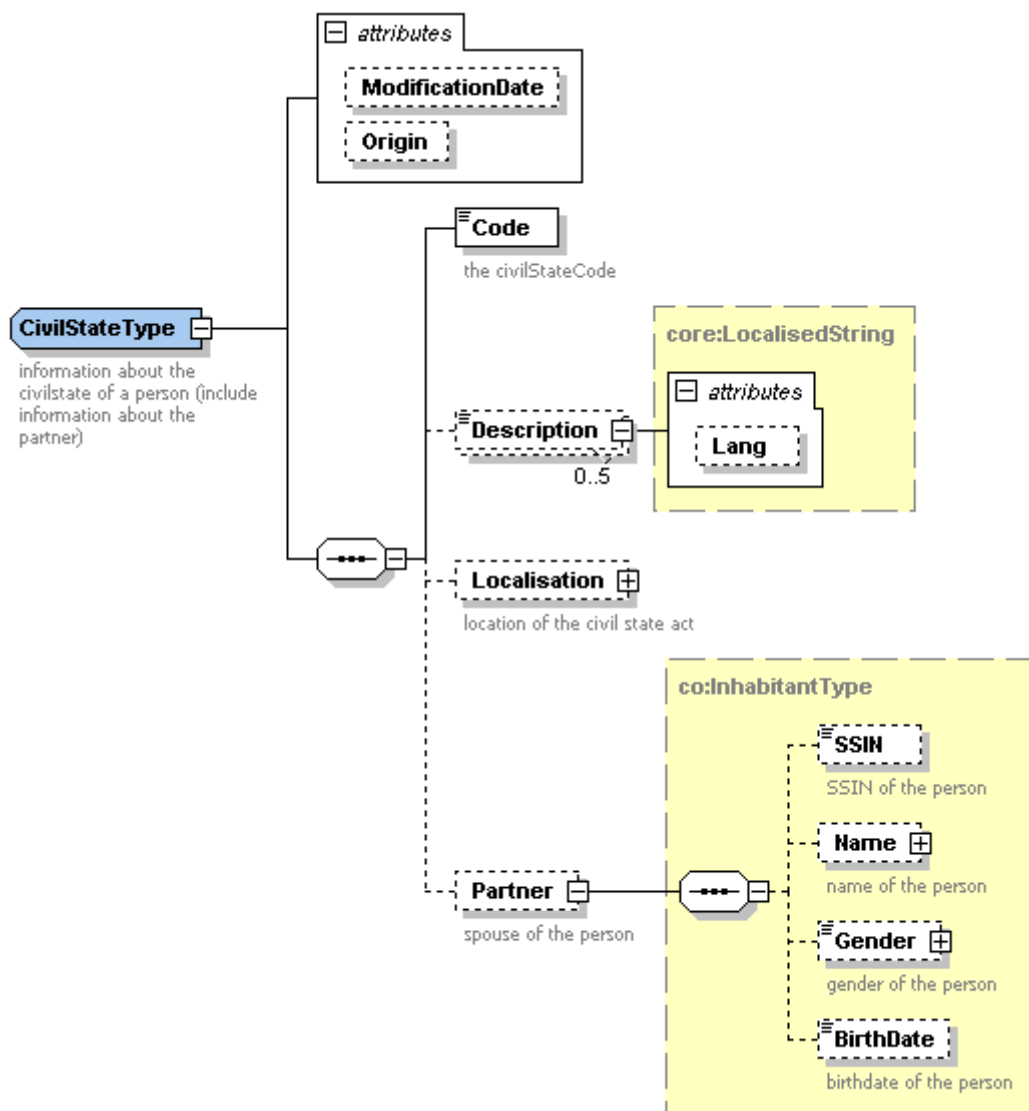 attributes
ModificationDate
Origin
Code
the civilStateCode
CivilStateType
information about the
civilstate of a person (include
information about the
partner)
core:LocalisedString
attributes
Description
Lang
0..5
Localisation
location of the civil state act
co:InhabitantType
SSIN
SSIN of the person
Name
name of the person
Partner
spouse of the person
Gender
gender of the person
BirthDate
birthdate of the person